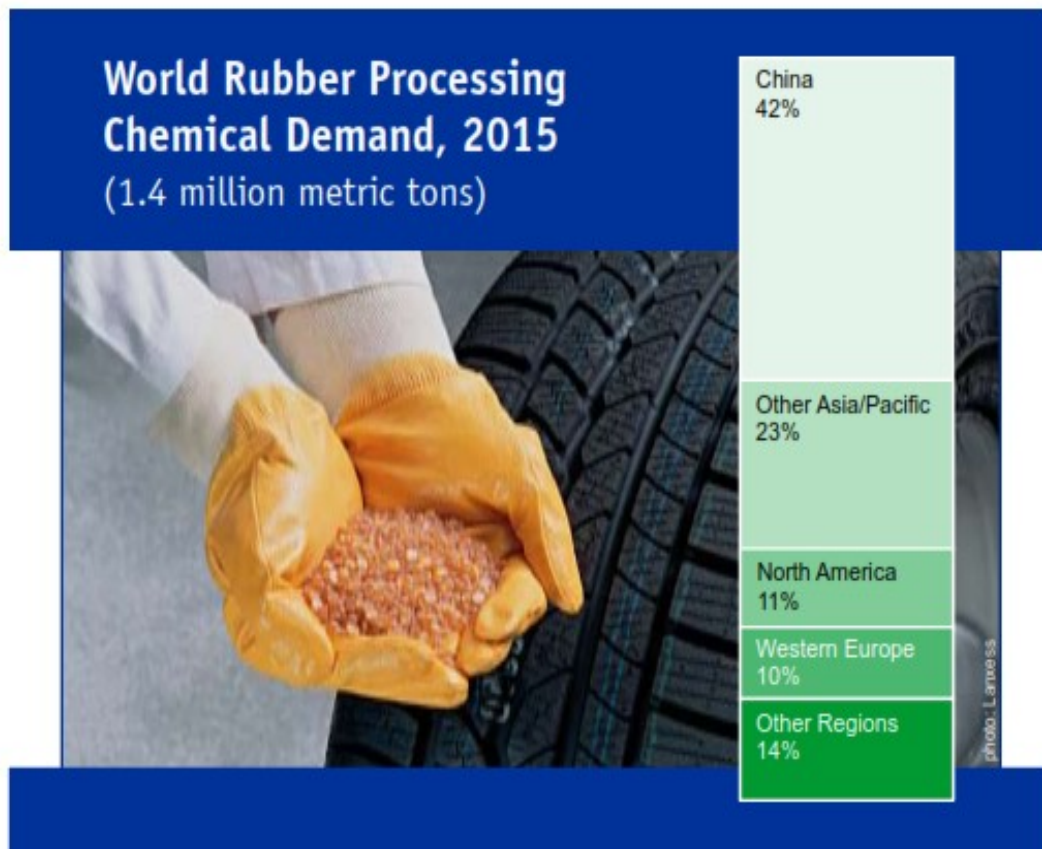 World Rubber Processing
Chemical Demand, 2015
(1.4 million metric tons)
China
42%
Other Asia/Pacific
23%
North America
11%
Western Europe
10%
Other Regions
14%
photo: Lanxess